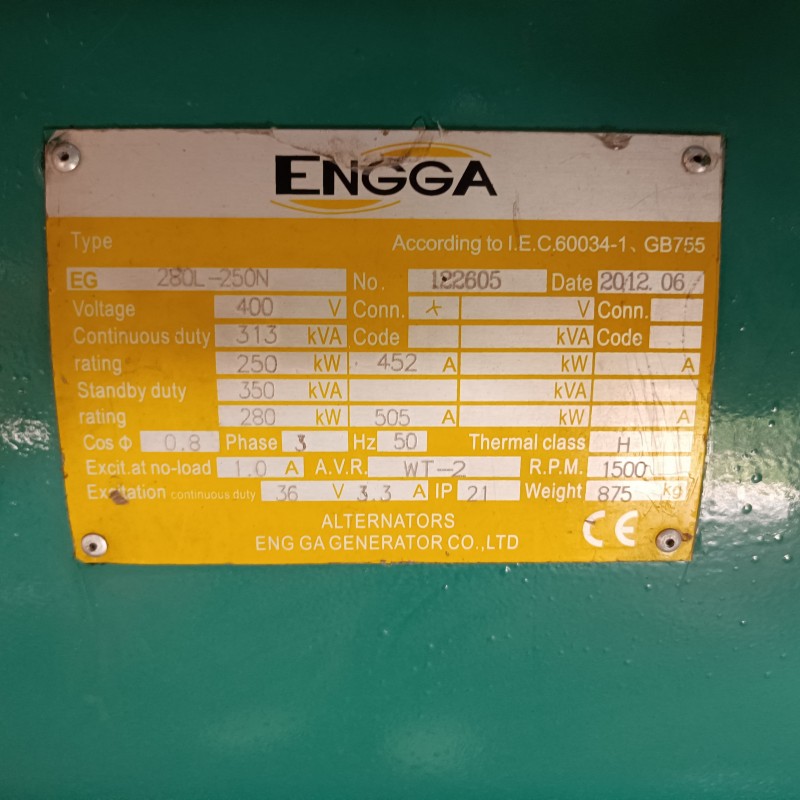 ENGGA
Type According to I.E.C.60034-1、GB755
EG 280L-250N No. 122605 Date 2012.06
Voltage 400 V Conn. V Conn.
Continuous duty 313 kVA Code kVA Code
rating 250 kW 452 A kW A
Standby duty 350 kVA kVA
rating 280 kW 505 A kW A
Cos Φ 0.8 Phase 3 Hz 50 Thermal class H
Excit.at no-load 1.0 A A.V.R. WT-2 R.P.M. 1500
Excitation continuous duty 36 V 3.3 A IP 21 Weight 875 kg
ALTERNATORS
ENG GA GENERATOR CO.,LTD
CE